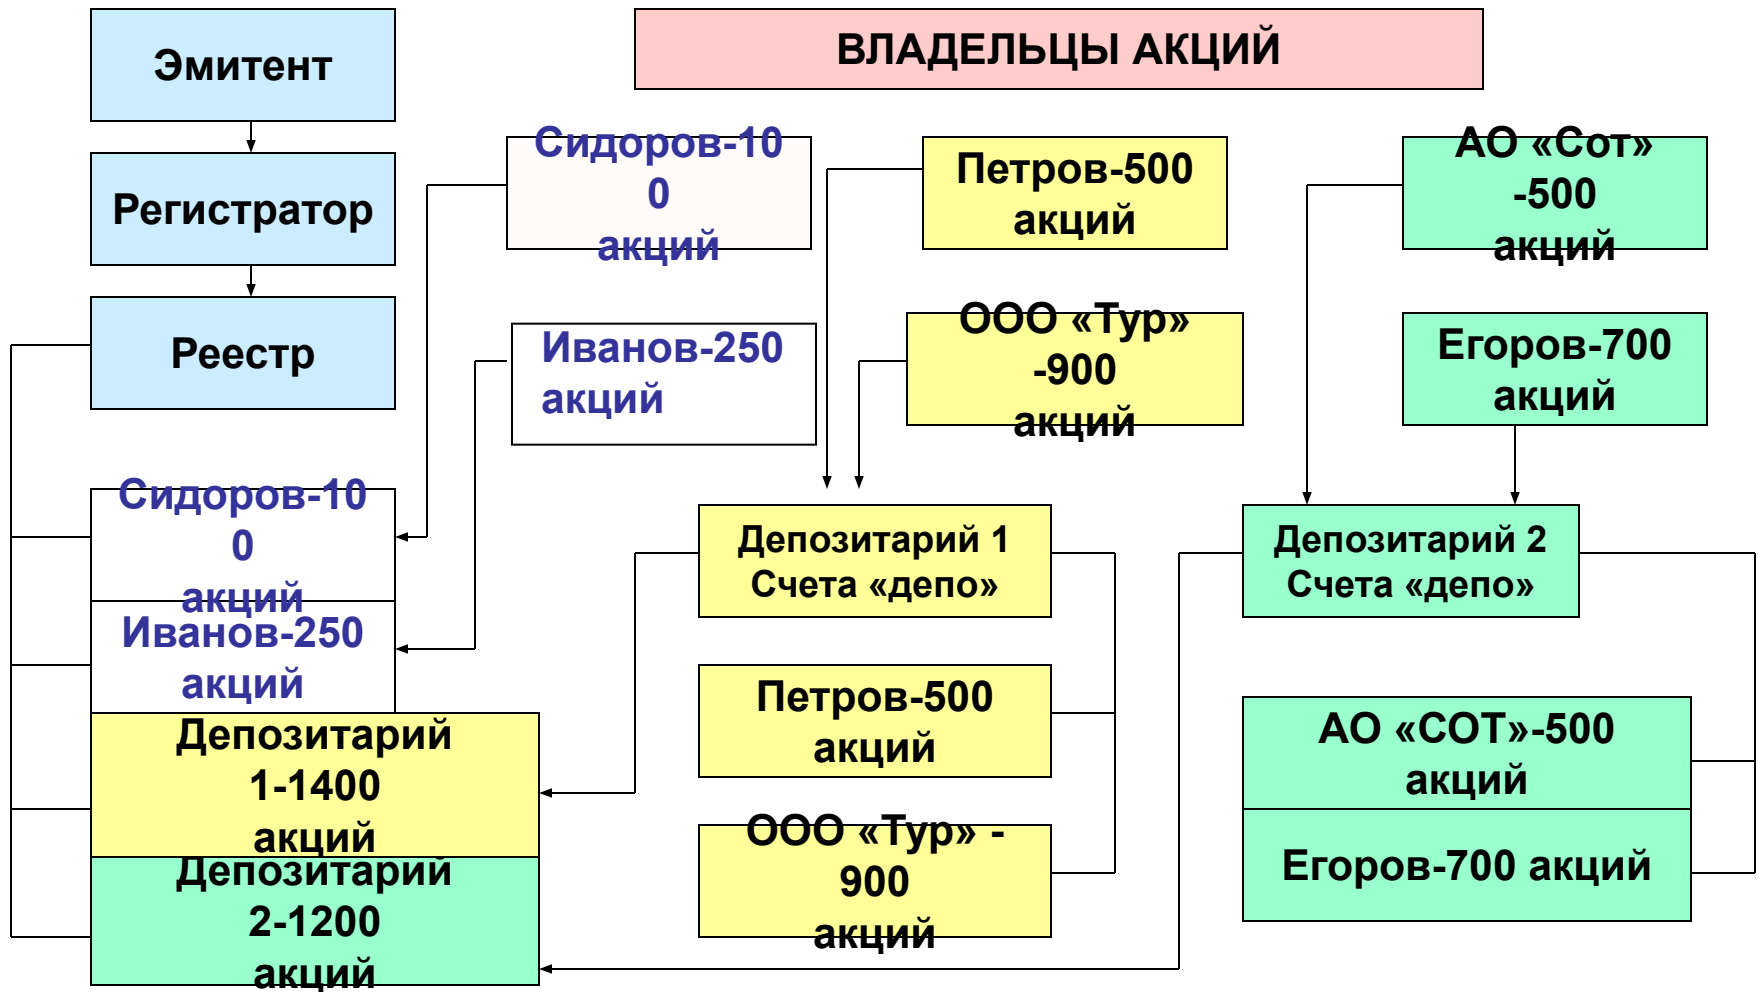 Эмитент
ВЛАДЕЛЬЦЫ АКЦИЙ
Регистратор
Реестр
Сидоров-10
0
акций
Петров-500
акций
АО «Сот»
-500
акций
Иванов-250
акций
ООО «Тур»
-900
акций
Егоров-700
акций
Сидоров-10
0
акций
Иванов-250
акций
Депозитарий
1-1400
акций
Депозитарий
2-1200
акций
Депозитарий 1
Счета «депо»
Петров-500
акций
ООО «Тур» -
900
акций
Депозитарий 2
Счета «депо»
АО «СОТ»-500
акций
Егоров-700 акций